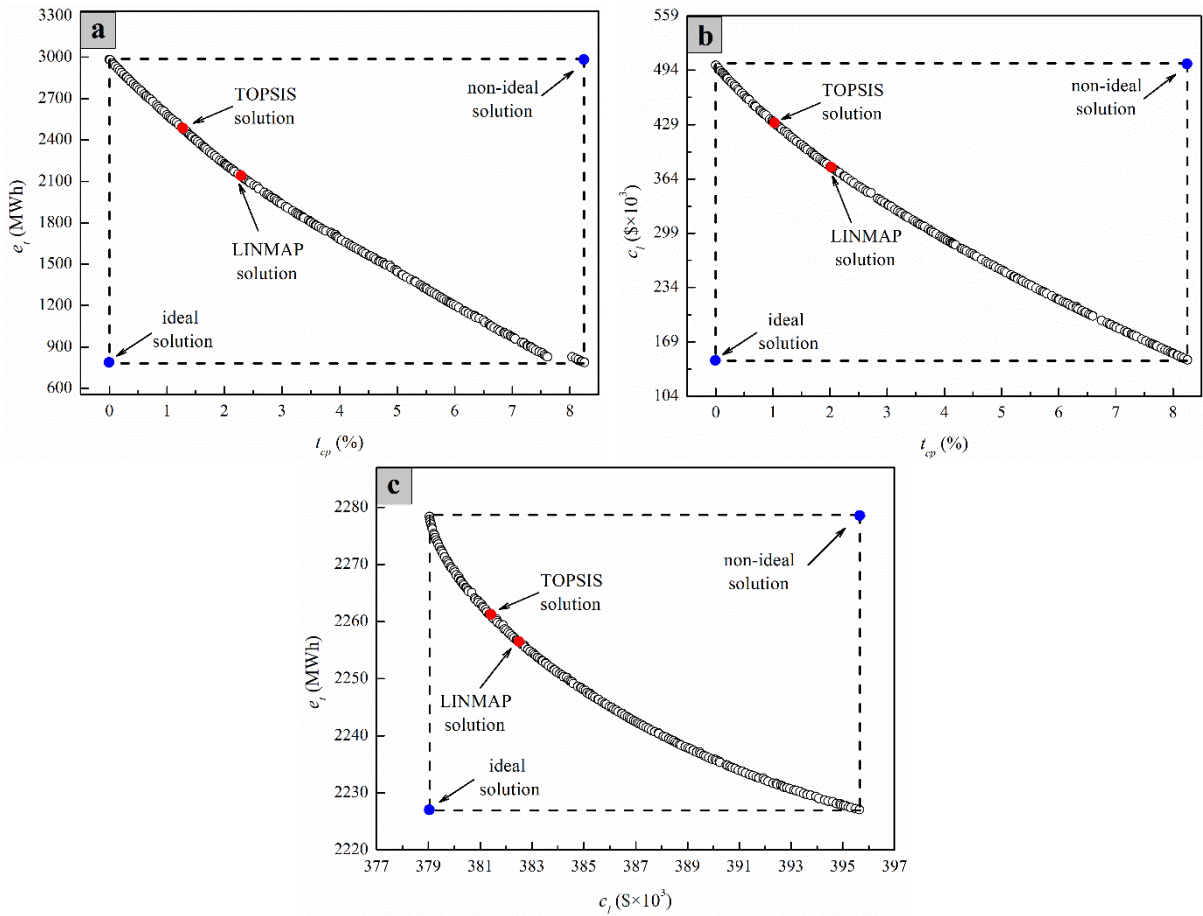 a
3300
3000
2700
2400
2100
1800
1500
1200
900
600
e_l (MWh)
TOPSIS
solution
non-ideal
solution
LINMAP
solution
ideal
solution
0 1 2 3 4 5 6 7 8
t_cp (%)
b
559
494
429
364
299
234
169
104
c_l ($×10³)
TOPSIS
solution
non-ideal
solution
LINMAP
solution
ideal
solution
0 1 2 3 4 5 6 7 8
t_cp (%)
c
2280
2270
2260
2250
2240
2230
2220
e_l (MWh)
TOPSIS
solution
non-ideal
solution
LINMAP
solution
ideal
solution
377 379 381 383 385 387 389 391 393 395 397
c_l ($×10³)